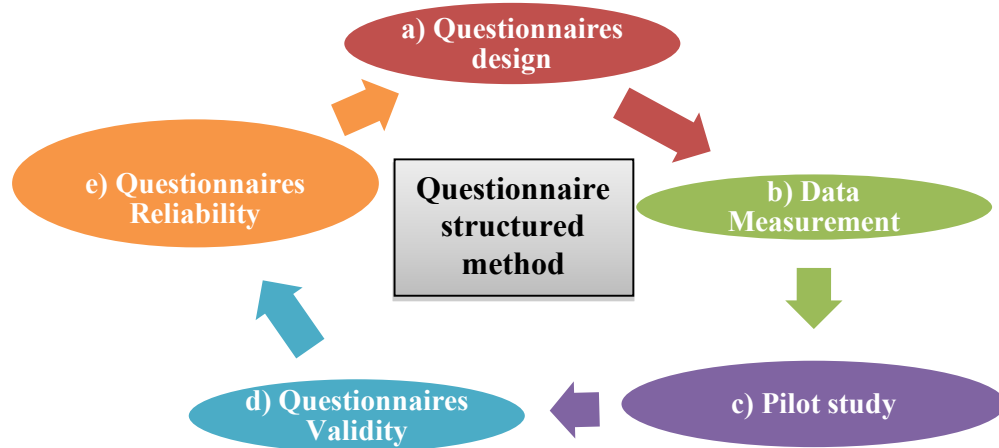 a) Questionnaires
design
b) Data
Measurement
c) Pilot study
d) Questionnaires
Validity
e) Questionnaires
Reliability
Questionnaire
structured
method